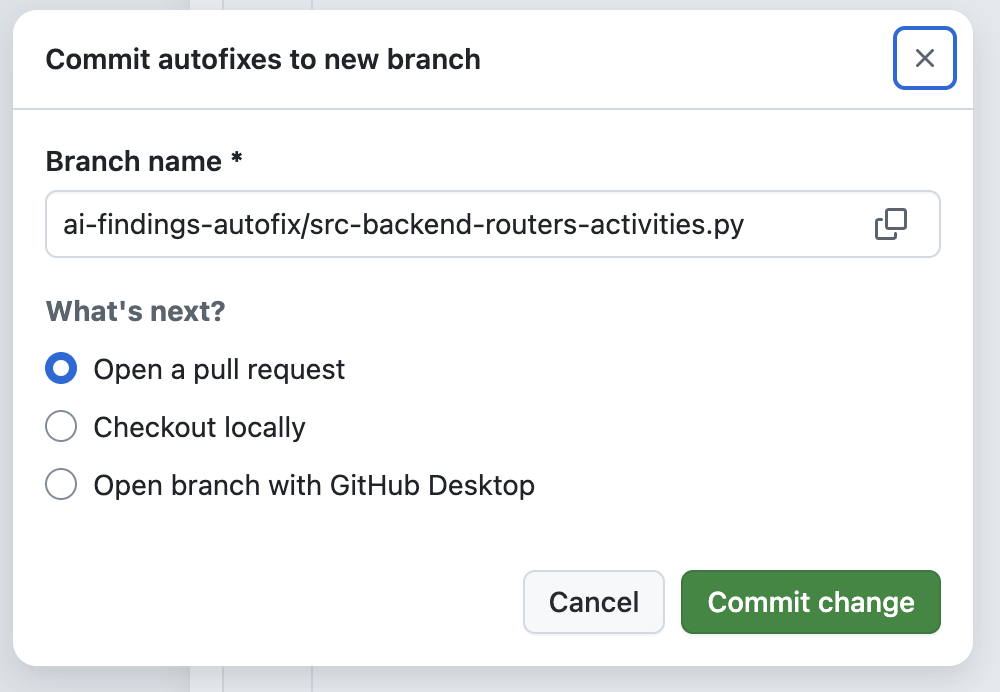 Commit autofixes to new branch
Branch name *
ai-findings-autofix/src-backend-routers-activities.py
What's next?
Open a pull request
Checkout locally
Open branch with GitHub Desktop
Cancel
Commit change